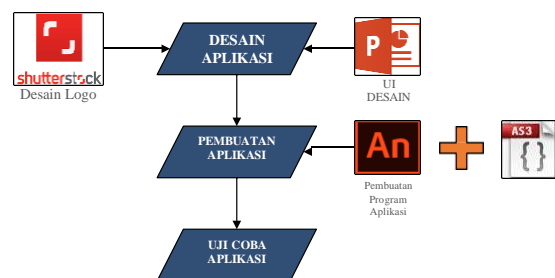 shutterstock
Desain Logo
DESAIN
APLIKASI
P
UI
DESAIN
PEMBUATAN
APLIKASI
An
AS3
{ }
Pembuatan
Program
Aplikasi
UJI COBA
APLIKASI